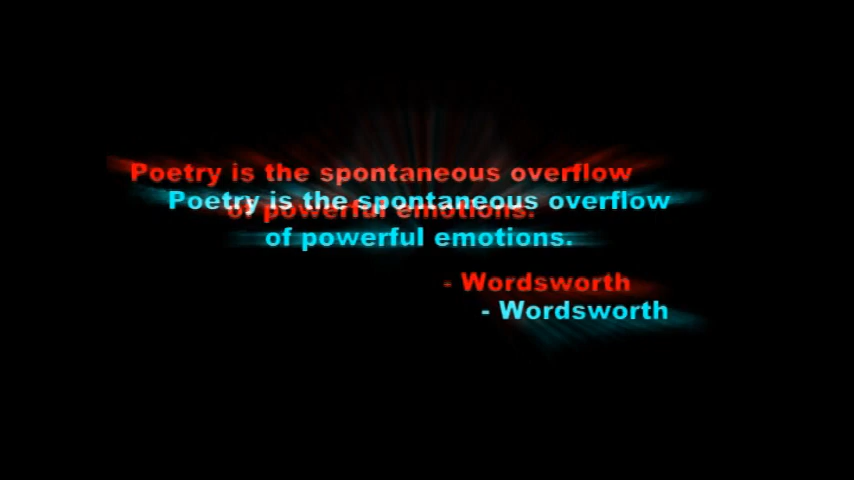 Poetry is the spontaneous overflow
Poetry is the spontaneous overflow
of powerful emotions.
of powerful emotions.
- Wordsworth
- Wordsworth